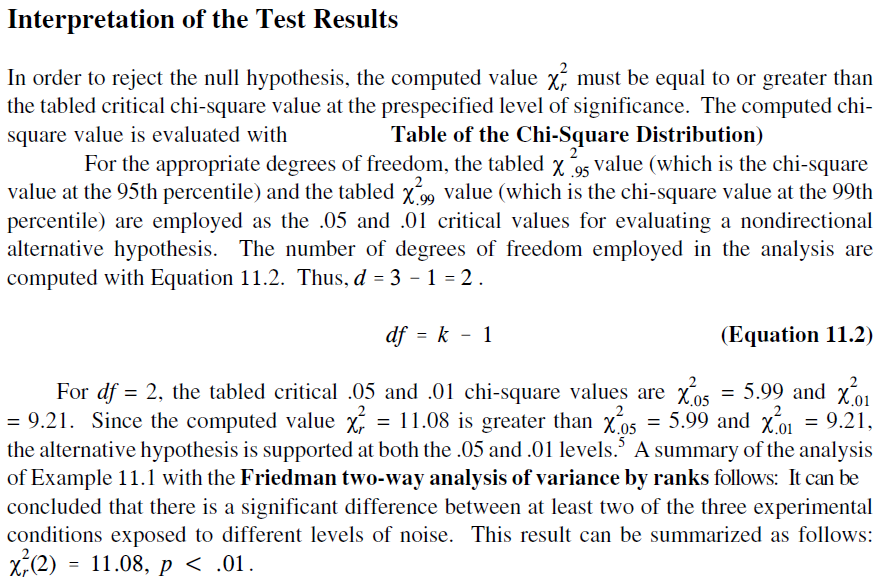 Interpretation of the Test Results
In order to reject the null hypothesis, the computed value χ²ᵣ must be equal to or greater than
the tabled critical chi-square value at the prespecified level of significance. The computed chi-
square value is evaluated with Table of the Chi-Square Distribution)
For the appropriate degrees of freedom, the tabled χ².₉₅ value (which is the chi-square
value at the 95th percentile) and the tabled χ².₉₉ value (which is the chi-square value at the 99th
percentile) are employed as the .05 and .01 critical values for evaluating a nondirectional
alternative hypothesis. The number of degrees of freedom employed in the analysis are
computed with Equation 11.2. Thus, d = 3 − 1 = 2 .
df = k − 1 (Equation 11.2)
For df = 2, the tabled critical .05 and .01 chi-square values are χ².₀₅ = 5.99 and χ².₀₁
= 9.21. Since the computed value χ²ᵣ = 11.08 is greater than χ².₀₅ = 5.99 and χ².₀₁ = 9.21,
the alternative hypothesis is supported at both the .05 and .01 levels.⁵ A summary of the analysis
of Example 11.1 with the Friedman two-way analysis of variance by ranks follows: It can be
concluded that there is a significant difference between at least two of the three experimental
conditions exposed to different levels of noise. This result can be summarized as follows:
χ²ᵣ(2) = 11.08, p < .01.